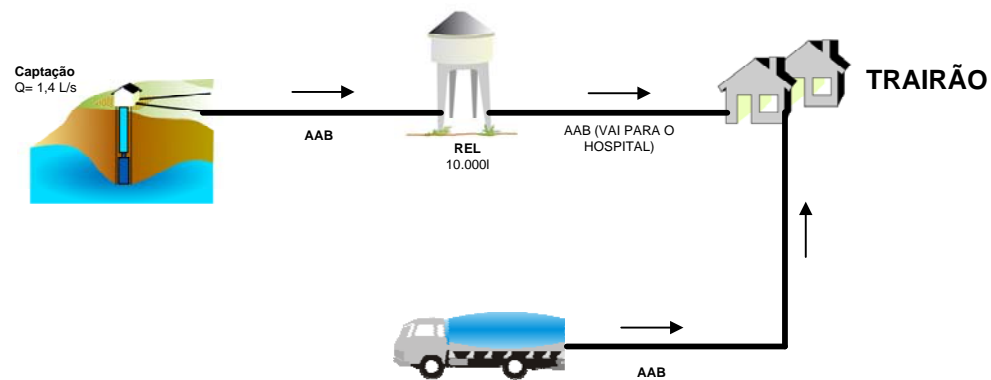 Captação
Q= 1,4 L/s
AAB
REL
10.000l
AAB (VAI PARA O
HOSPITAL)
TRAIRÃO
AAB